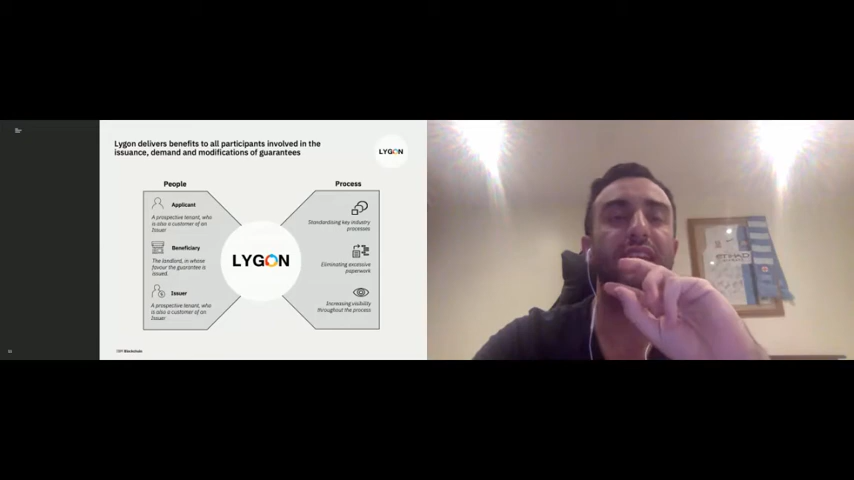 Lygon delivers benefits to all participants involved in the
issuance, demand and modifications of guarantees
LYGON
People
Process
Applicant
A prospective tenant, who
is also a customer of an
Issuer
Standardising key industry
processes
Beneficiary
The landlord, in whose
favour the guarantee is
issued.
LYGON
Eliminating excessive
paperwork
Issuer
A prospective tenant, who
is also a customer of an
Issuer
Increasing visibility
throughout the process
ETIHAD